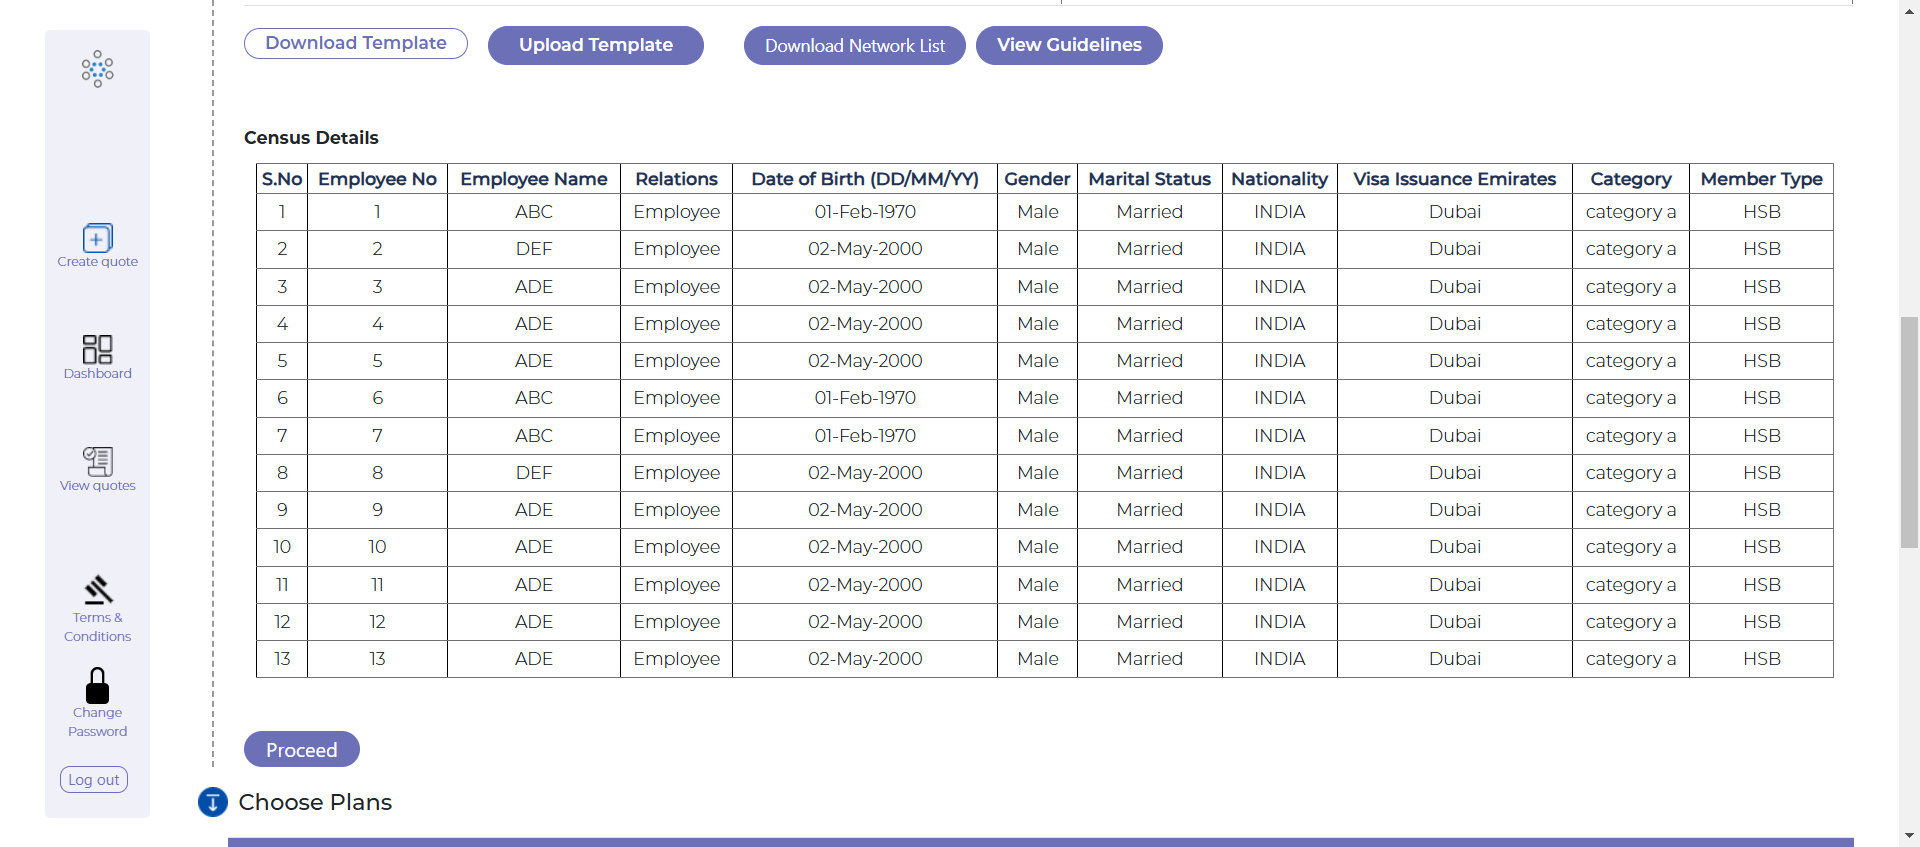 Download Template Upload Template Download Network List View Guidelines
Census Details
S.No Employee No Employee Name Relations Date of Birth (DD/MM/YY) Gender Marital Status Nationality Visa Issuance Emirates Category Member Type
1 1 ABC Employee 01-Feb-1970 Male Married INDIA Dubai category a HSB
2 2 DEF Employee 02-May-2000 Male Married INDIA Dubai category a HSB
3 3 ADE Employee 02-May-2000 Male Married INDIA Dubai category a HSB
4 4 ADE Employee 02-May-2000 Male Married INDIA Dubai category a HSB
5 5 ADE Employee 02-May-2000 Male Married INDIA Dubai category a HSB
6 6 ABC Employee 01-Feb-1970 Male Married INDIA Dubai category a HSB
7 7 ABC Employee 01-Feb-1970 Male Married INDIA Dubai category a HSB
8 8 DEF Employee 02-May-2000 Male Married INDIA Dubai category a HSB
9 9 ADE Employee 02-May-2000 Male Married INDIA Dubai category a HSB
10 10 ADE Employee 02-May-2000 Male Married INDIA Dubai category a HSB
11 11 ADE Employee 02-May-2000 Male Married INDIA Dubai category a HSB
12 12 ADE Employee 02-May-2000 Male Married INDIA Dubai category a HSB
13 13 ADE Employee 02-May-2000 Male Married INDIA Dubai category a HSB
Proceed
Choose Plans
Create quote
Dashboard
View quotes
Terms &
Conditions
Change
Password
Log out